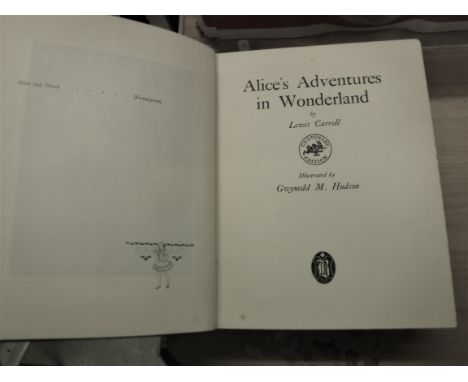 Alice and Dinah . . . . . (Frontispiece)
Alice's Adventures
in Wonderland
by
Lewis Carroll
CENTENARY
EDITION
Illustrated by
Gwynedd M. Hudson
B